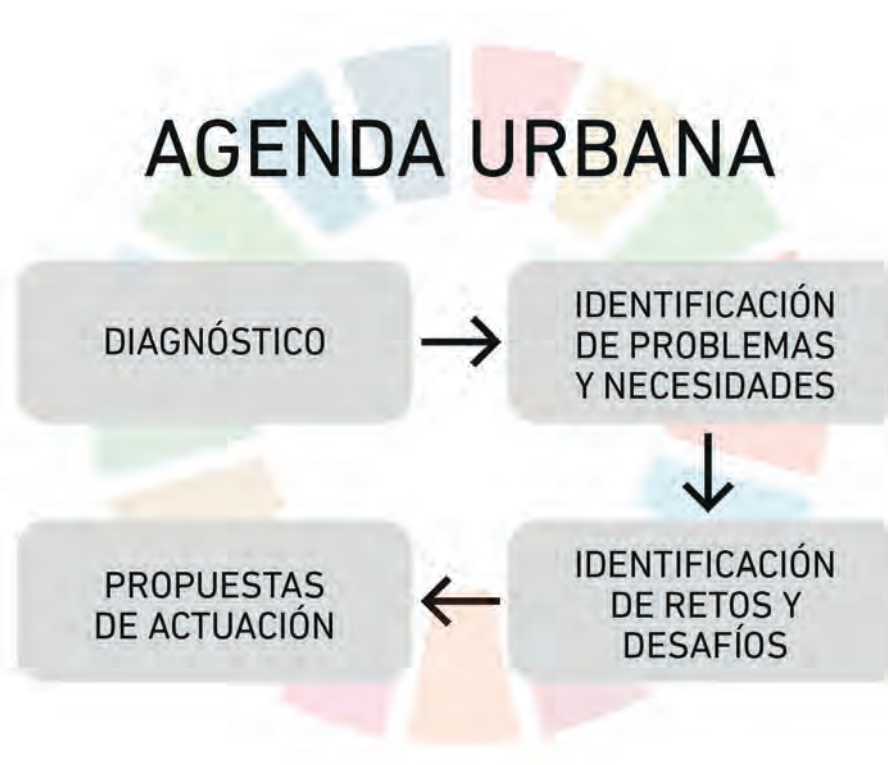 AGENDA URBANA
DIAGNÓSTICO
IDENTIFICACIÓN
DE PROBLEMAS
Y NECESIDADES
IDENTIFICACIÓN
DE RETOS Y
DESAFÍOS
PROPUESTAS
DE ACTUACIÓN